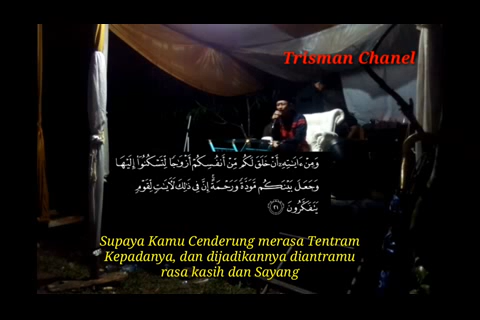 Trisman Chanel
وَمِنْ ءَايَـٰتِهِۦٓ أَنْ خَلَقَ لَكُم مِّنْ أَنفُسِكُمْ أَزْوَٰجًا لِّتَسْكُنُوٓا۟ إِلَيْهَا
وَجَعَلَ بَيْنَكُم مَّوَدَّةً وَرَحْمَةً ۚ إِنَّ فِى ذَٰلِكَ لَـَٔايَـٰتٍ لِّقَوْمٍ
يَتَفَكَّرُونَ ٢١
Supaya Kamu Cenderung merasa Tentram
Kepadanya, dan dijadikannya diantramu
rasa kasih dan Sayang